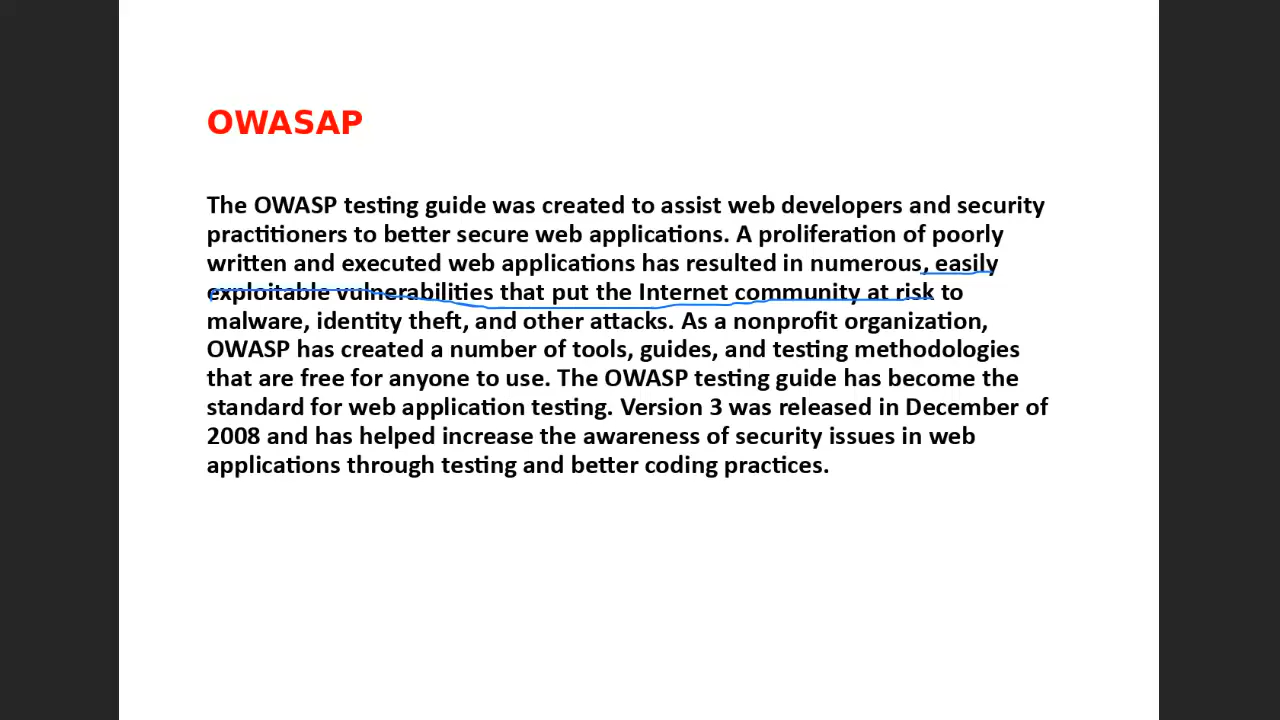 OWASAP
The OWASP testing guide was created to assist web developers and security
practitioners to better secure web applications. A proliferation of poorly
written and executed web applications has resulted in numerous, easily
exploitable vulnerabilities that put the Internet community at risk to
malware, identity theft, and other attacks. As a nonprofit organization,
OWASP has created a number of tools, guides, and testing methodologies
that are free for anyone to use. The OWASP testing guide has become the
standard for web application testing. Version 3 was released in December of
2008 and has helped increase the awareness of security issues in web
applications through testing and better coding practices.